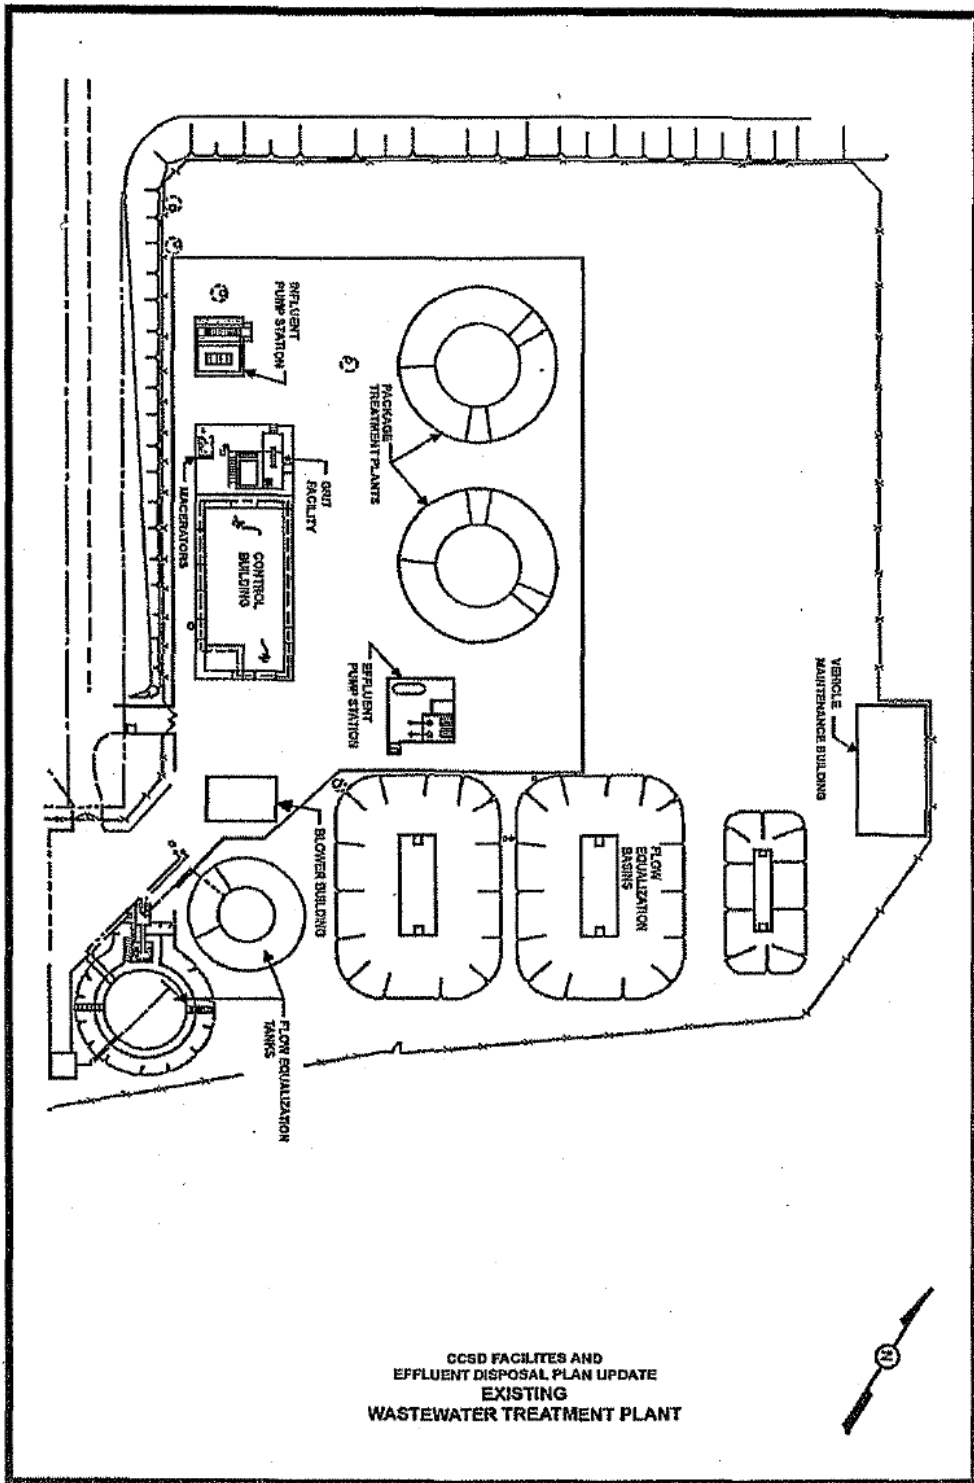 INFLUENT
PUMP STATION
PACKAGE
TREATMENT PLANTS
GRIT
FACILITY
MACERATORS
CONTROL
BUILDING
EFFLUENT
PUMP STATION
VEHICLE
MAINTENANCE BUILDING
BLOWER BUILDING
FLOW
EQUALIZATION
BASINS
FLOW EQUALIZATION
TANKS
N
CCSD FACILITES AND
EFFLUENT DISPOSAL PLAN UPDATE
EXISTING
WASTEWATER TREATMENT PLANT